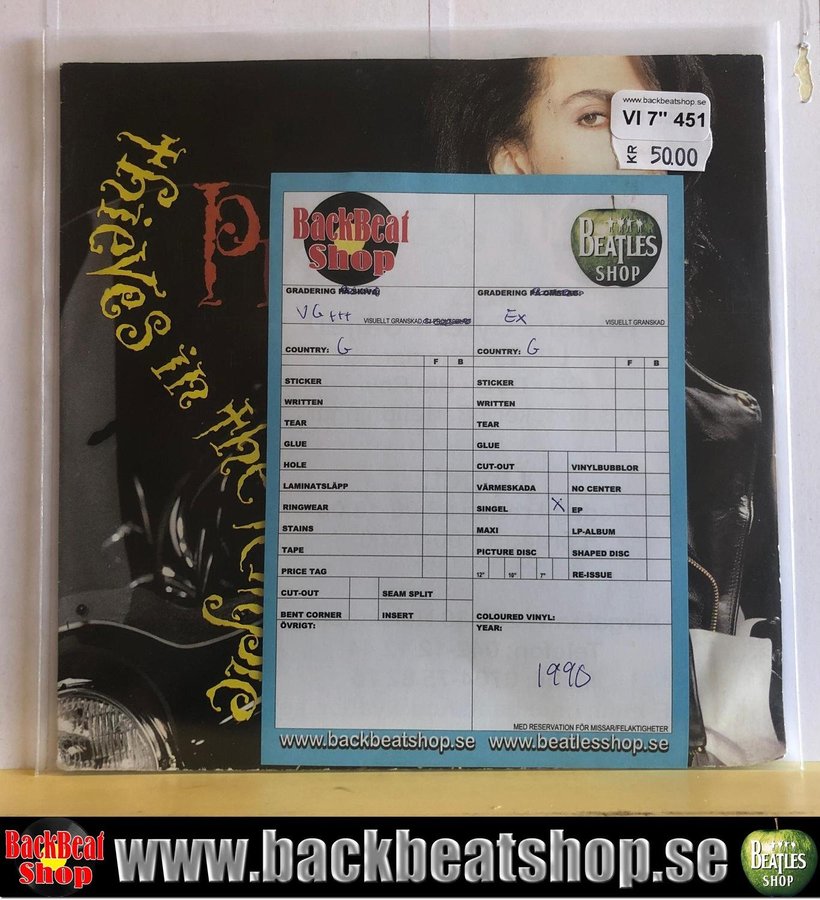 www.backbeatshop.se
VI 7" 451
KR 50.00
thieves in the temple
BackBeat
Shop
BEATLES
SHOP
GRADERING
VG +++
VISUELLT GRANSKAD
GRADERING
Ex
VISUELLT GRANSKAD
COUNTRY: G
COUNTRY: G
F B
F B
STICKER
STICKER
WRITTEN
WRITTEN
TEAR
TEAR
GLUE
GLUE
HOLE
CUT-OUT
VINYLBUBBLOR
LAMINATSLÄPP
VÄRMESKADA
NO CENTER
RINGWEAR
SINGEL X
EP
STAINS
MAXI
LP-ALBUM
TAPE
PICTURE DISC
SHAPED DISC
PRICE TAG
12" 10" 7"
RE-ISSUE
CUT-OUT
SEAM SPLIT
BENT CORNER
INSERT
COLOURED VINYL:
ÖVRIGT:
YEAR:
1990
MED RESERVATION FÖR MISSAR/FELAKTIGHETER
www.backbeatshop.se www.beatlesshop.se
BackBeat
Shop
www.backbeatshop.se
BEATLES
SHOP